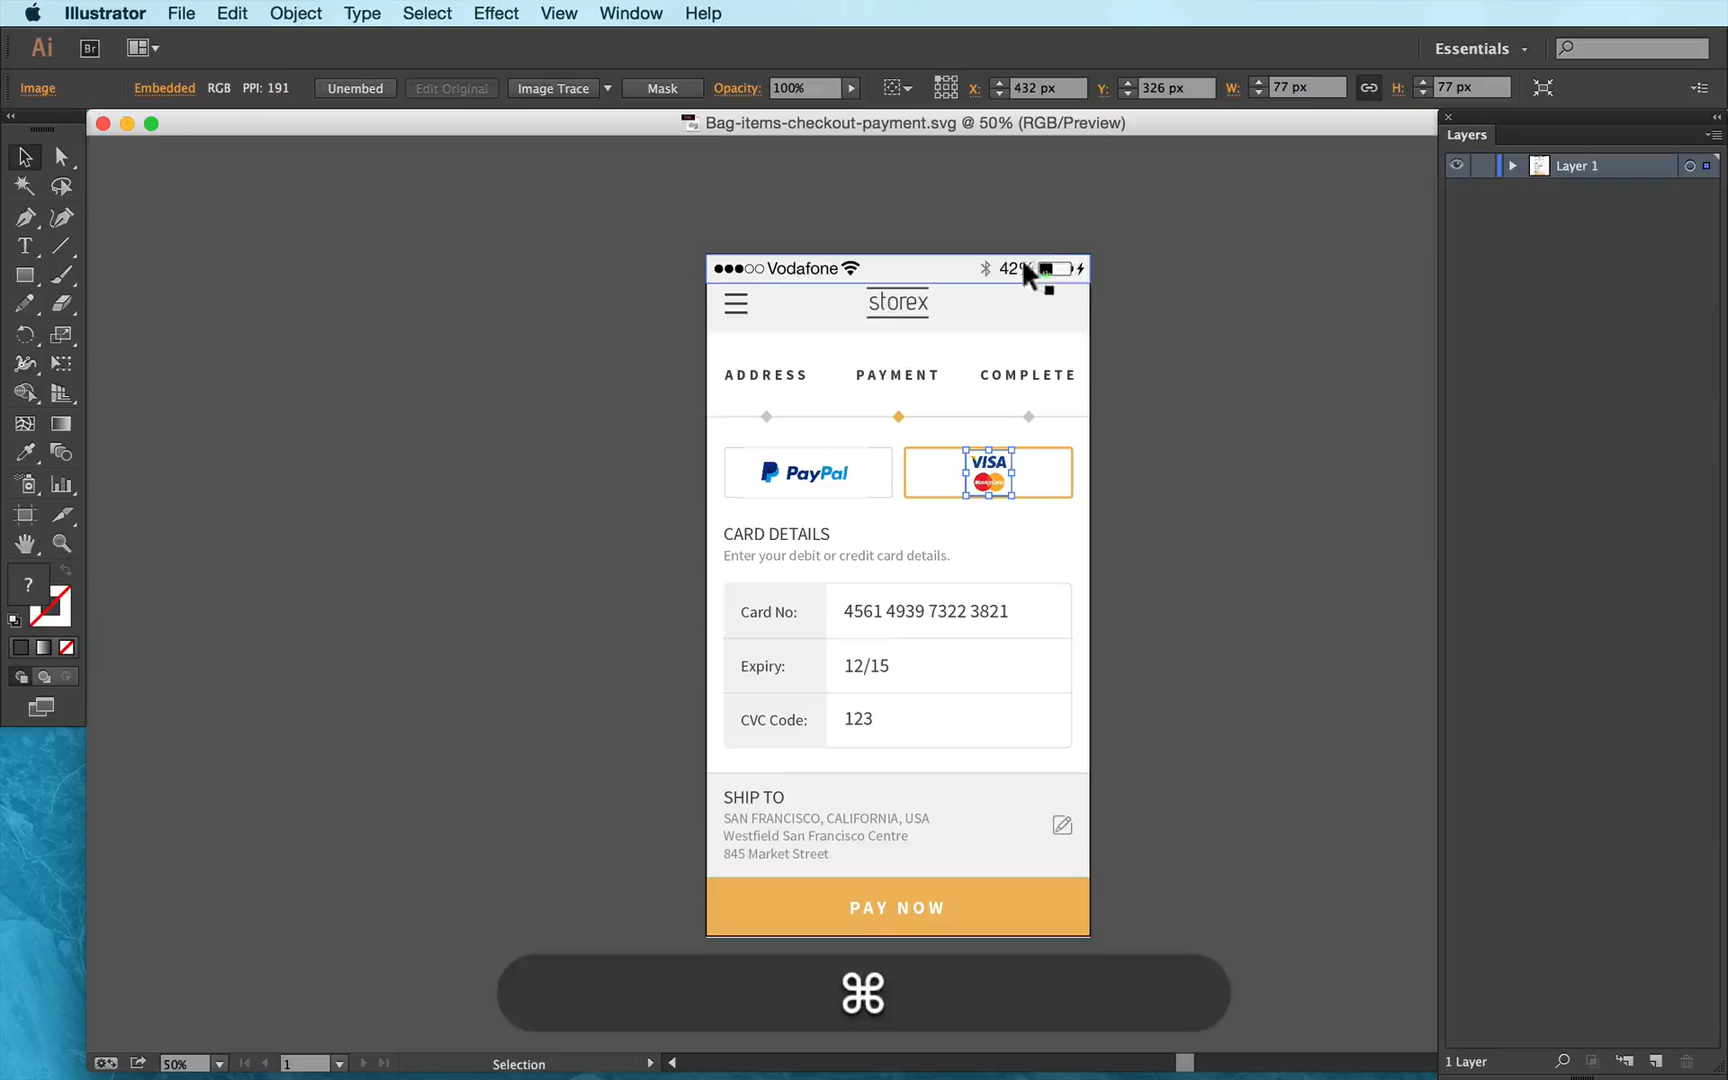 Illustrator File Edit Object Type Select Effect View Window Help
Ai Br Essentials
Image Embedded RGB PPI: 191 Unembed Edit Original Image Trace Mask Opacity: 100% X: 432 px Y: 326 px W: 77 px H: 77 px
Bag-items-checkout-payment.svg @ 50% (RGB/Preview)
Layers
Layer 1
Vodafone 42%
storex
ADDRESS PAYMENT COMPLETE
PayPal VISA
MasterCard
CARD DETAILS
Enter your debit or credit card details.
Card No: 4561 4939 7322 3821
Expiry: 12/15
CVC Code: 123
SHIP TO
SAN FRANCISCO, CALIFORNIA, USA
Westfield San Francisco Centre
845 Market Street
PAY NOW
⌘
50% 1 Selection
1 Layer